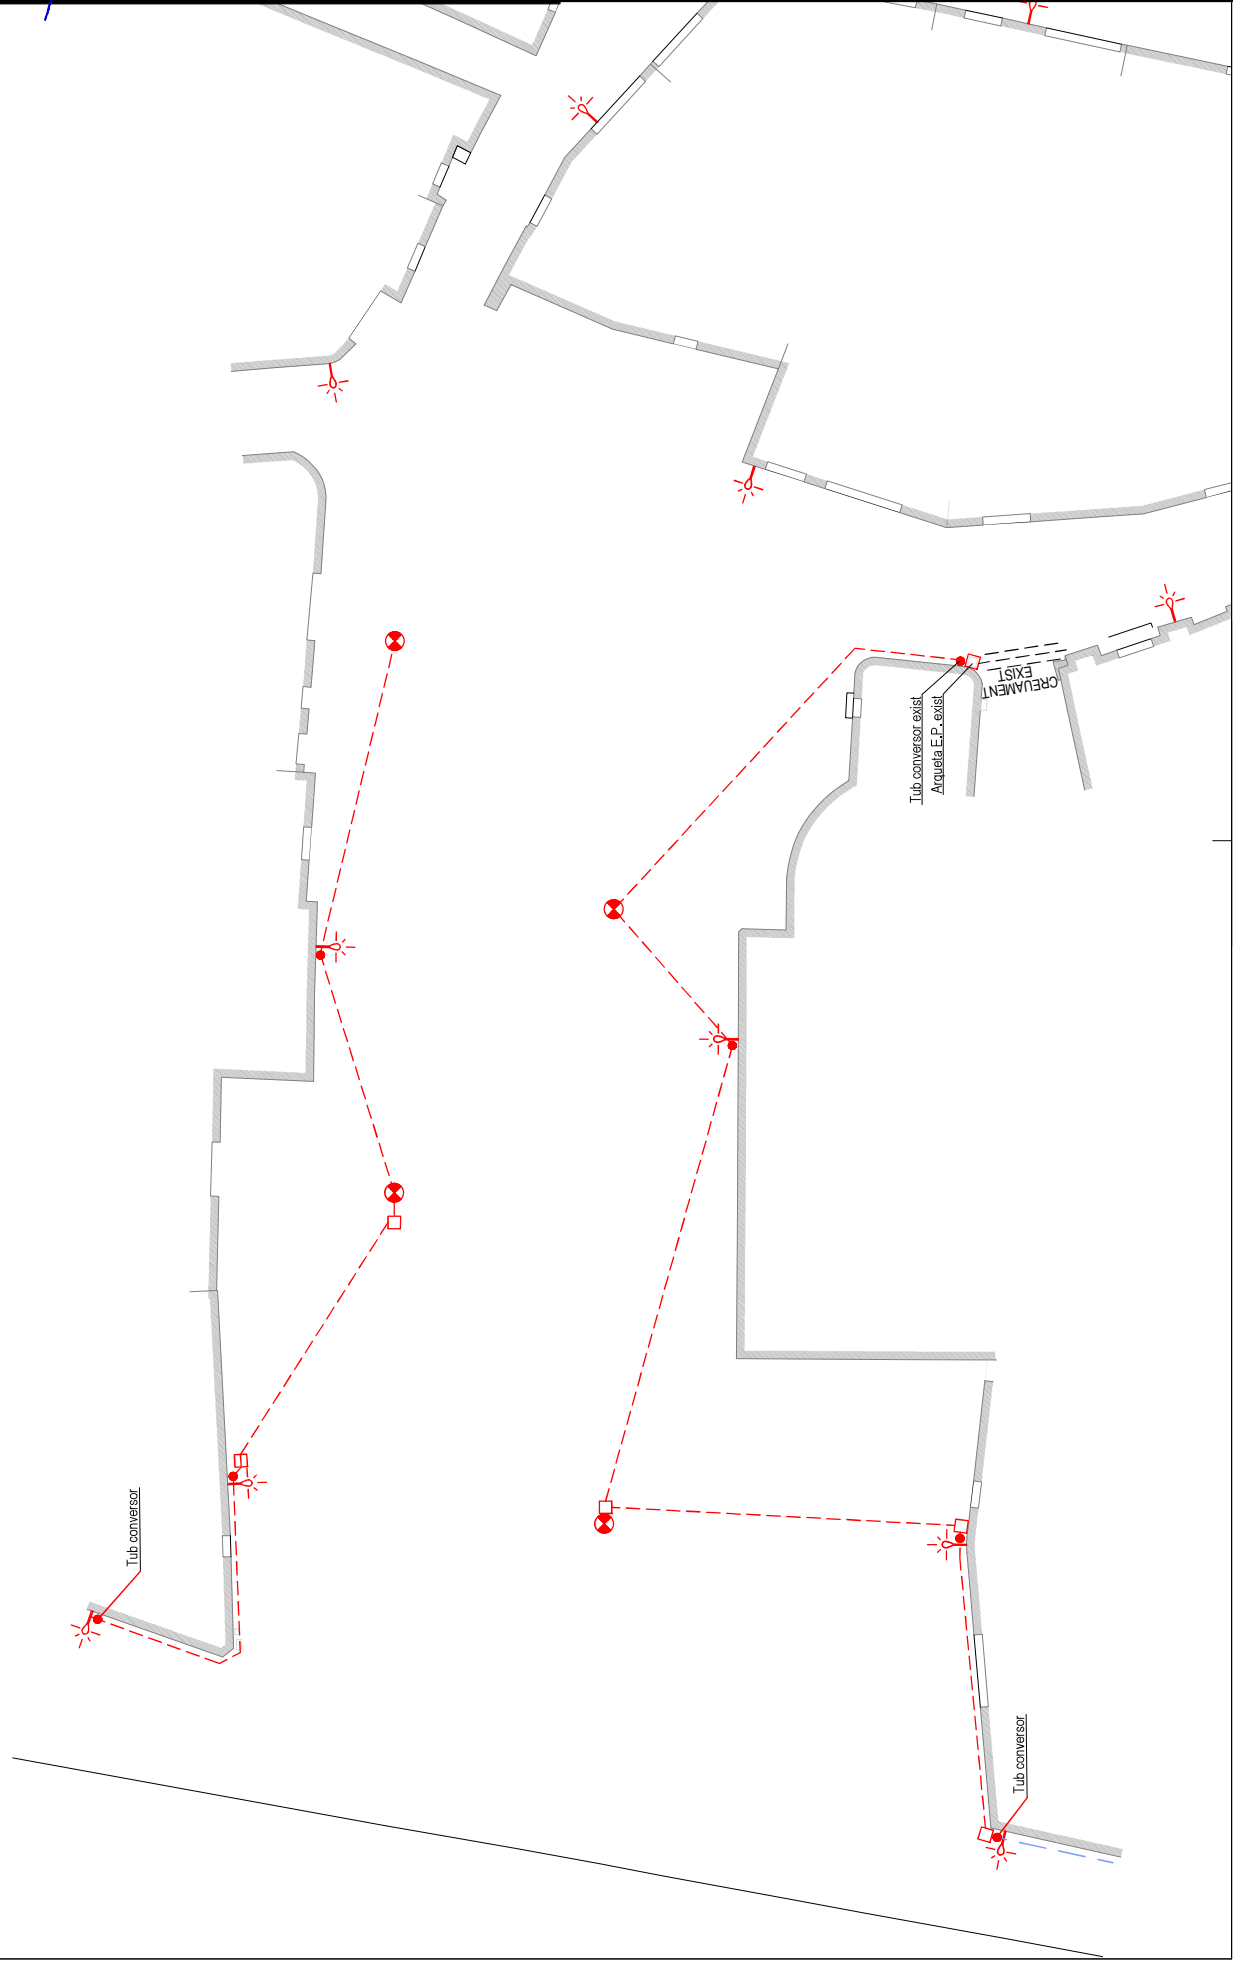 Tub conversor exist
Arqueta E.P. exist
CREUAMENT
EXIST
Tub conversor
Tub conversor